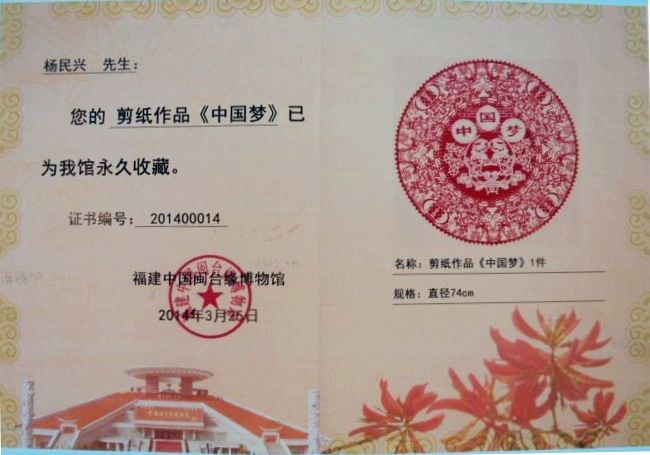 杨民兴 先生:
您的 剪纸作品《中国梦》已
为我馆永久收藏。
证书编号: 201400014
福建中国闽台缘博物馆
2014年3月25日
中国梦
名称: 剪纸作品《中国梦》1件
规格: 直径74cm